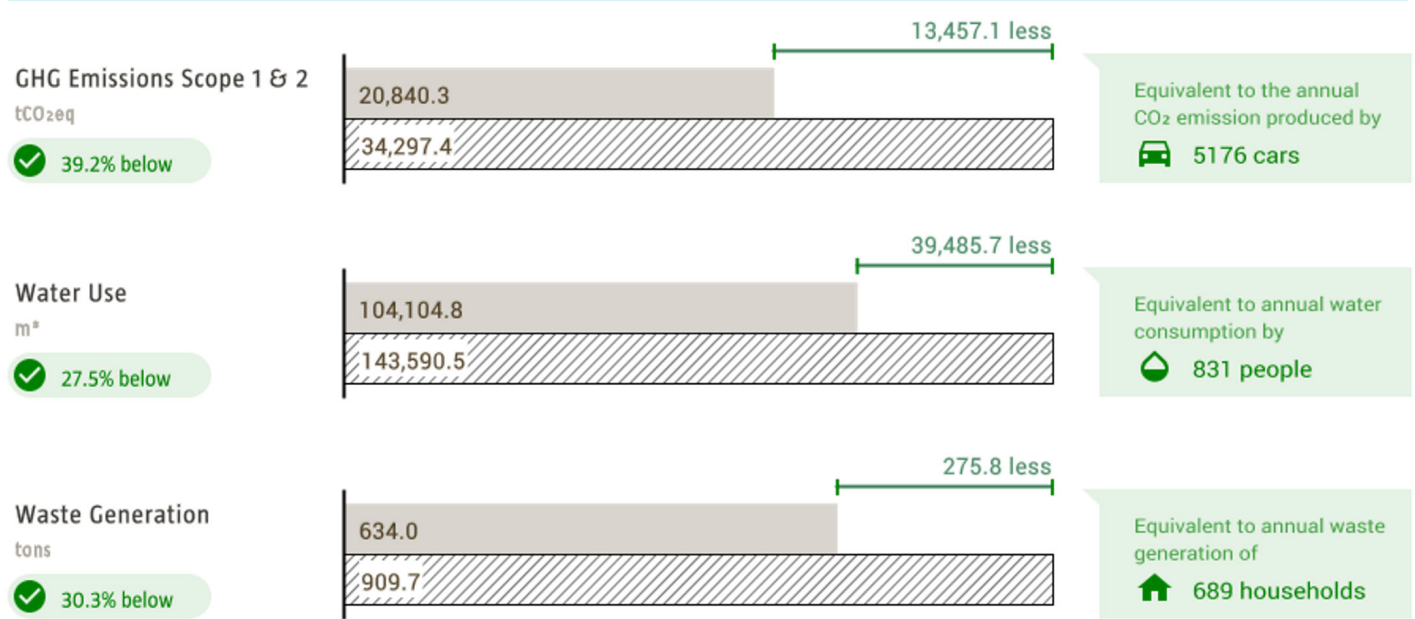 13,457.1 less
GHG Emissions Scope 1 & 2
tCO₂eq
39.2% below
20,840.3
34,297.4
Equivalent to the annual
CO₂ emission produced by
5176 cars
39,485.7 less
Water Use
m³
27.5% below
104,104.8
143,590.5
Equivalent to annual water
consumption by
831 people
275.8 less
Waste Generation
tons
30.3% below
634.0
909.7
Equivalent to annual waste
generation of
689 households